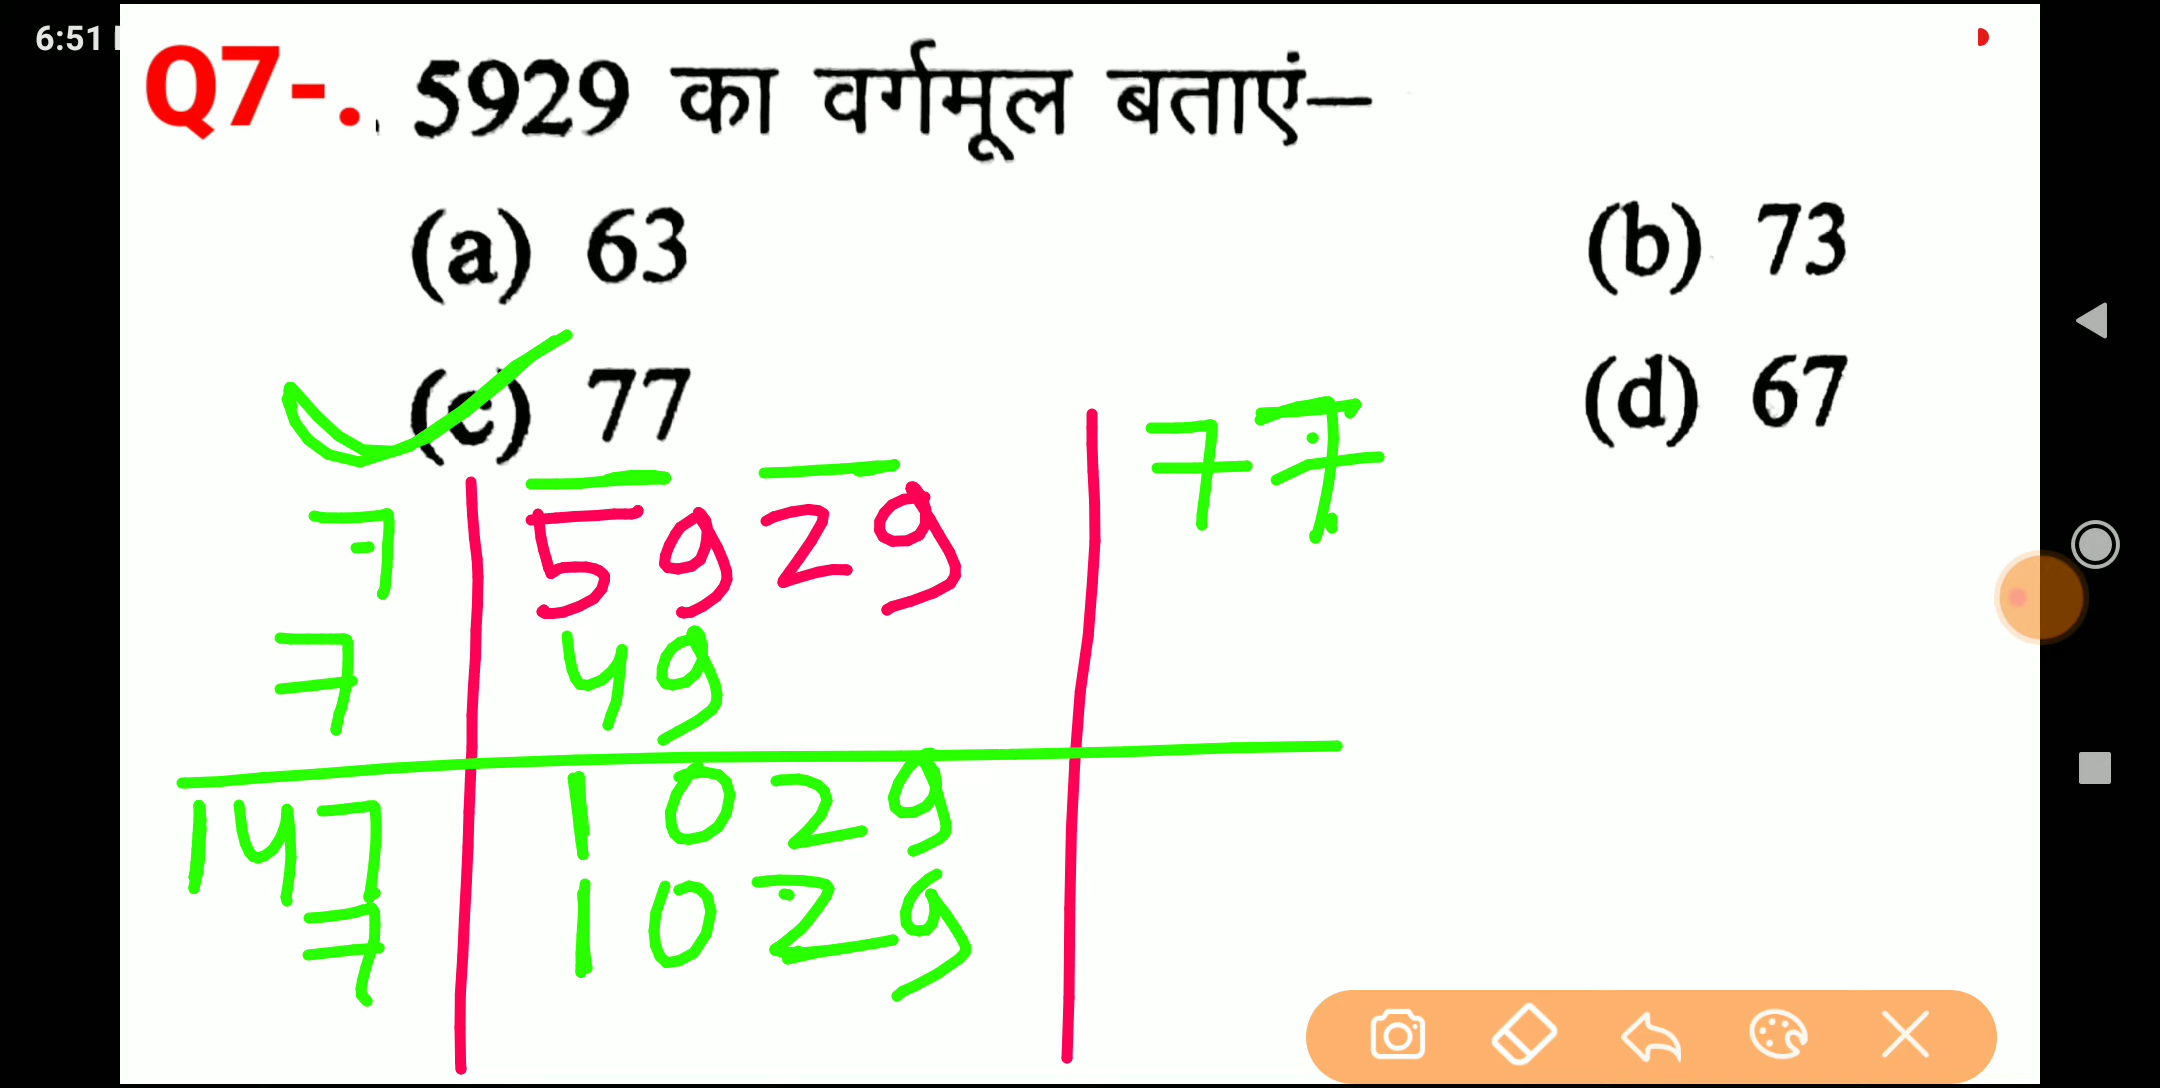 6:51
Q7-. 5929 का वर्गमूल बताएं—
(a) 63 (b) 73
(c) 77 (d) 67
7 5929 77
7 49
147 1029
7 1029